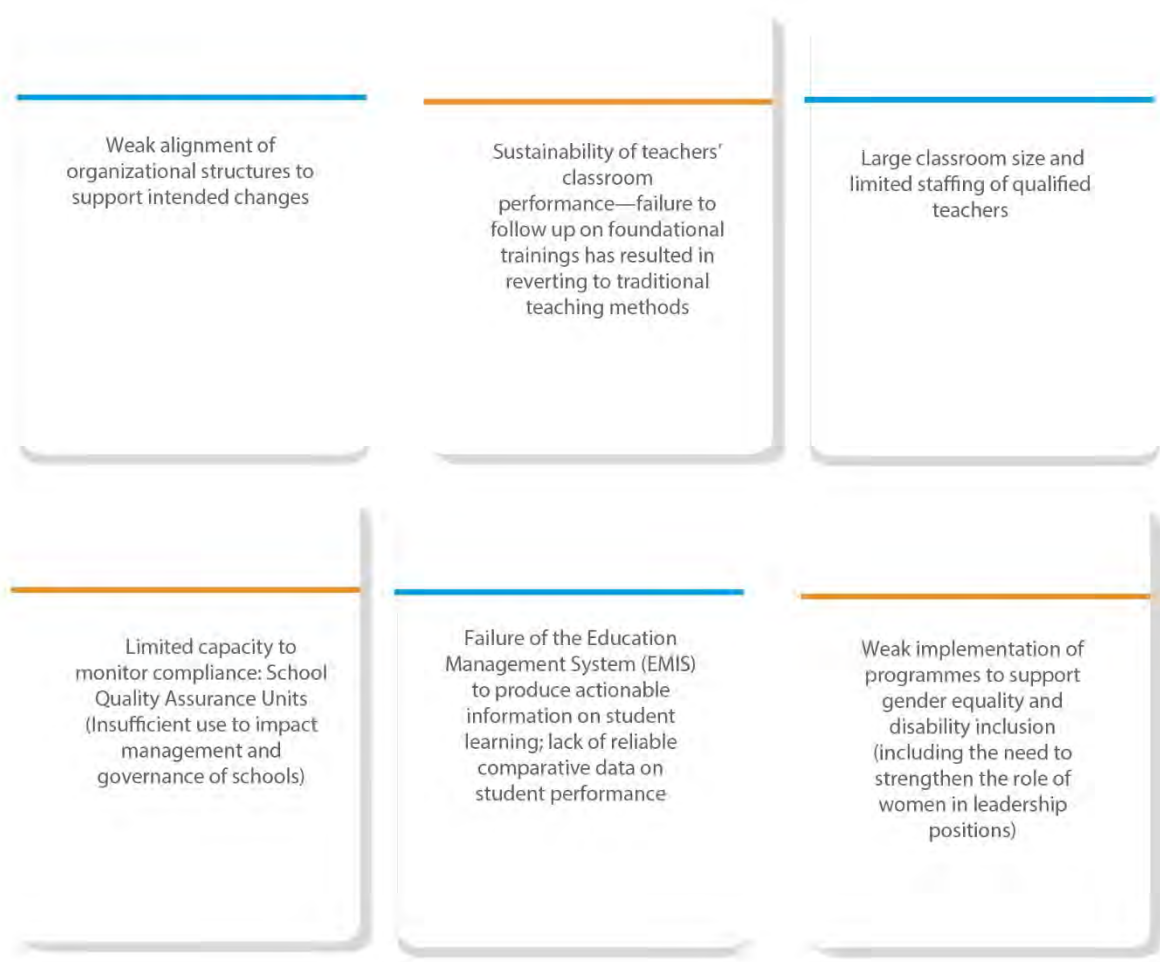 Weak alignment of
organizational structures to
support intended changes
Sustainability of teachers’
classroom
performance—failure to
follow up on foundational
trainings has resulted in
reverting to traditional
teaching methods
Large classroom size and
limited staffing of qualified
teachers
Limited capacity to
monitor compliance: School
Quality Assurance Units
(Insufficient use to impact
management and
governance of schools)
Failure of the Education
Management System (EMIS)
to produce actionable
information on student
learning; lack of reliable
comparative data on
student performance
Weak implementation of
programmes to support
gender equality and
disability inclusion
(including the need to
strengthen the role of
women in leadership
positions)